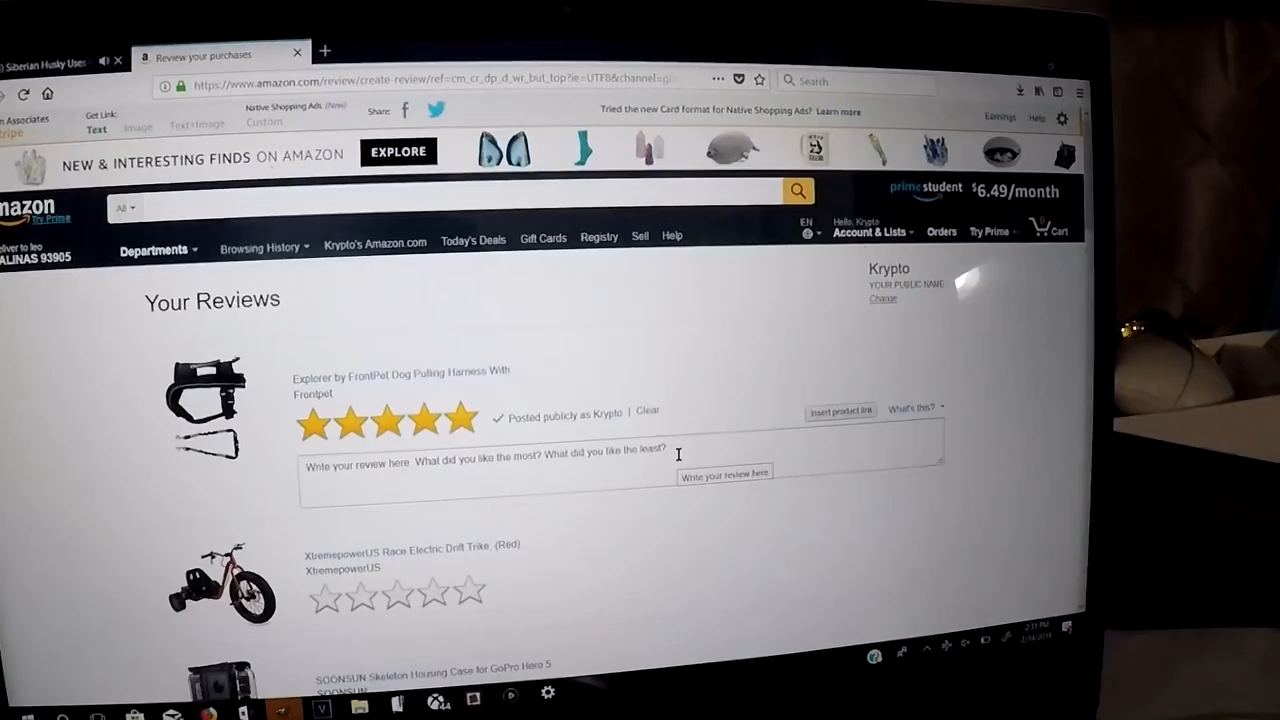 Siberian Husky Uses
Review your purchases
https://www.amazon.com/review/create-review/ref=cm_cr_dp_d_wr_but_top?ie=UTF8&channel=gl
Search
Associates
Stripe
Get Link:
Text
Image
Text+Image
Native Shopping Ads (New)
Custom
Share:
Tried the new Card format for Native Shopping Ads? Learn more
Earnings
Help
NEW & INTERESTING FINDS ON AMAZON
EXPLORE
amazon
Try Prime
All
prime student $6.49/month
Deliver to leo
SALINAS 93905
Departments
Browsing History
Krypto's Amazon.com
Today's Deals
Gift Cards
Registry
Sell
Help
EN
Hello, Krypto
Account & Lists
Orders
Try Prime
0
Cart
Your Reviews
Krypto
YOUR PUBLIC NAME
Change
Explorer by FrontPet Dog Pulling Harness With
Frontpet
Posted publicly as Krypto | Clear
Insert product link
What's this?
Write your review here. What did you like the most? What did you like the least?
Write your review here
XtremepowerUS Race Electric Drift Trike, (Red)
XtremepowerUS
SOONSUN Skeleton Housing Case for GoPro Hero 5
SOONSUN
44
2:31 PM